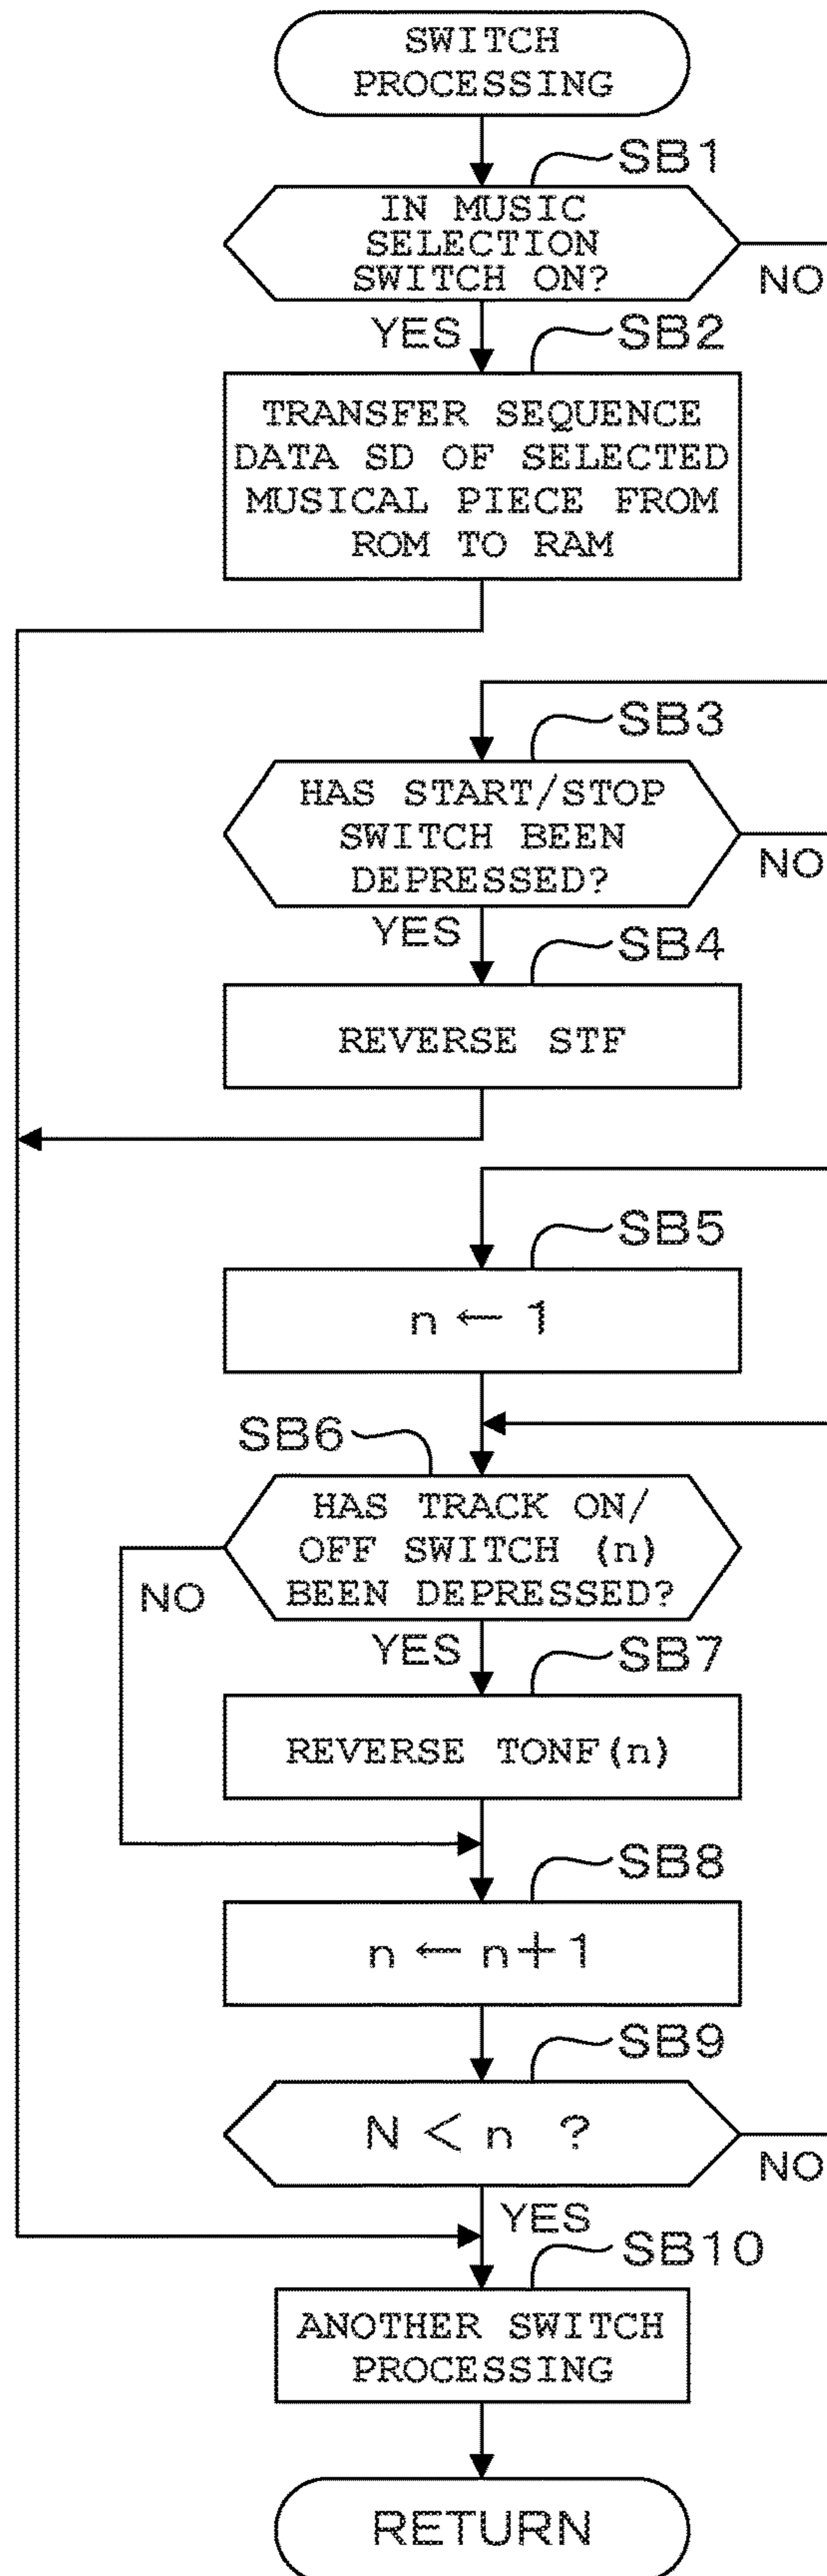 SWITCH
PROCESSING
SB1
IN MUSIC
SELECTION
SWITCH ON?
NO
YES
SB2
TRANSFER SEQUENCE
DATA SD OF SELECTED
MUSICAL PIECE FROM
ROM TO RAM
SB3
HAS START/STOP
SWITCH BEEN
DEPRESSED?
NO
YES
SB4
REVERSE STF
SB5
n ← 1
SB6
HAS TRACK ON/
OFF SWITCH (n)
BEEN DEPRESSED?
NO
YES
SB7
REVERSE TONF(n)
SB8
n ← n+1
SB9
N < n ?
NO
YES
SB10
ANOTHER SWITCH
PROCESSING
RETURN